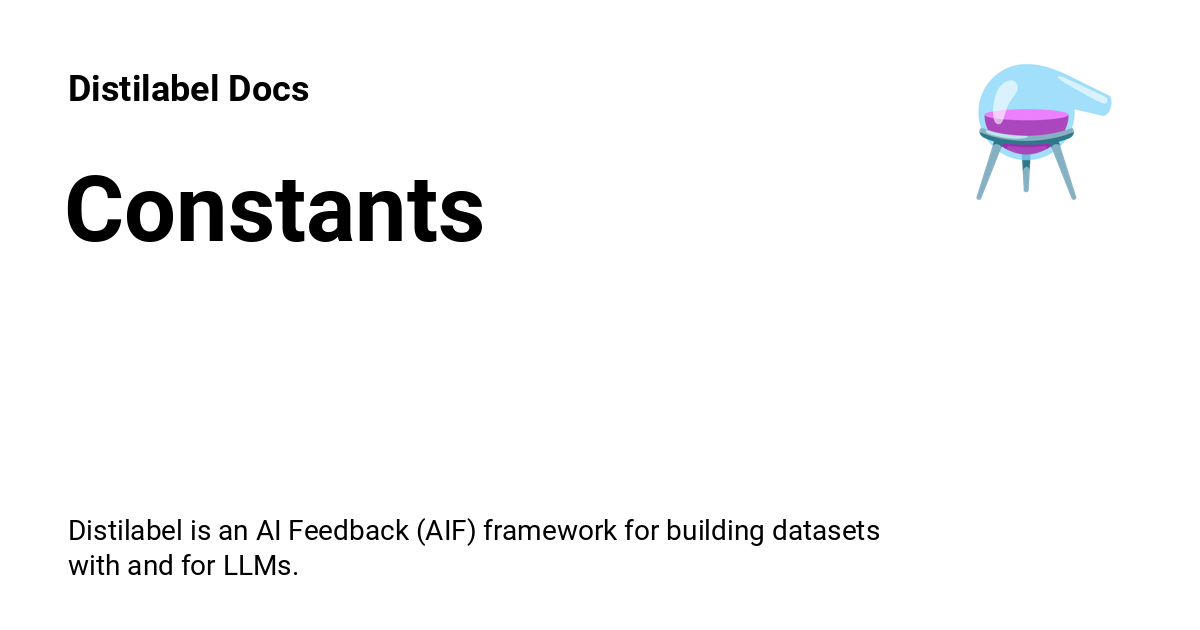 Distilabel Docs
Constants
Distilabel is an AI Feedback (AIF) framework for building datasets
with and for LLMs.